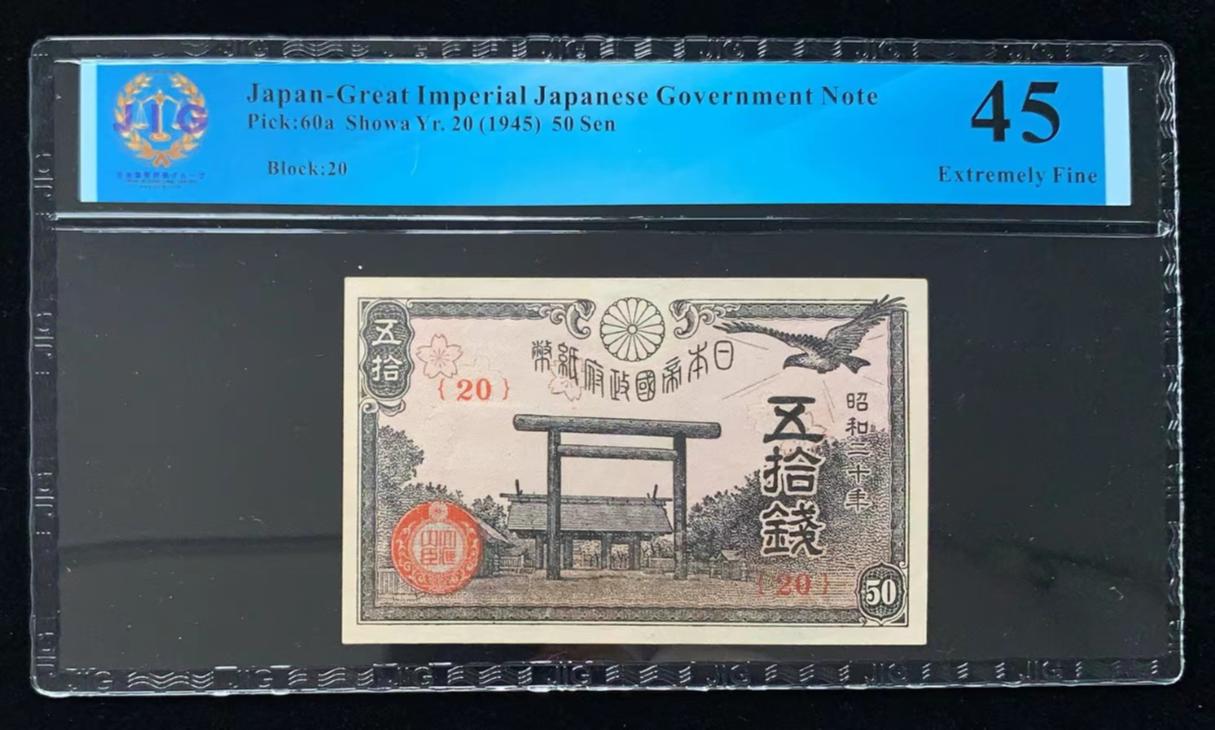 JIG
Japan-Great Imperial Japanese Government Note
Pick:60a Showa Yr. 20 (1945) 50 Sen
Block:20
45
Extremely Fine
五拾
{20}
日本帝國政府紙幣
昭和二十年
五拾錢
{20}
50